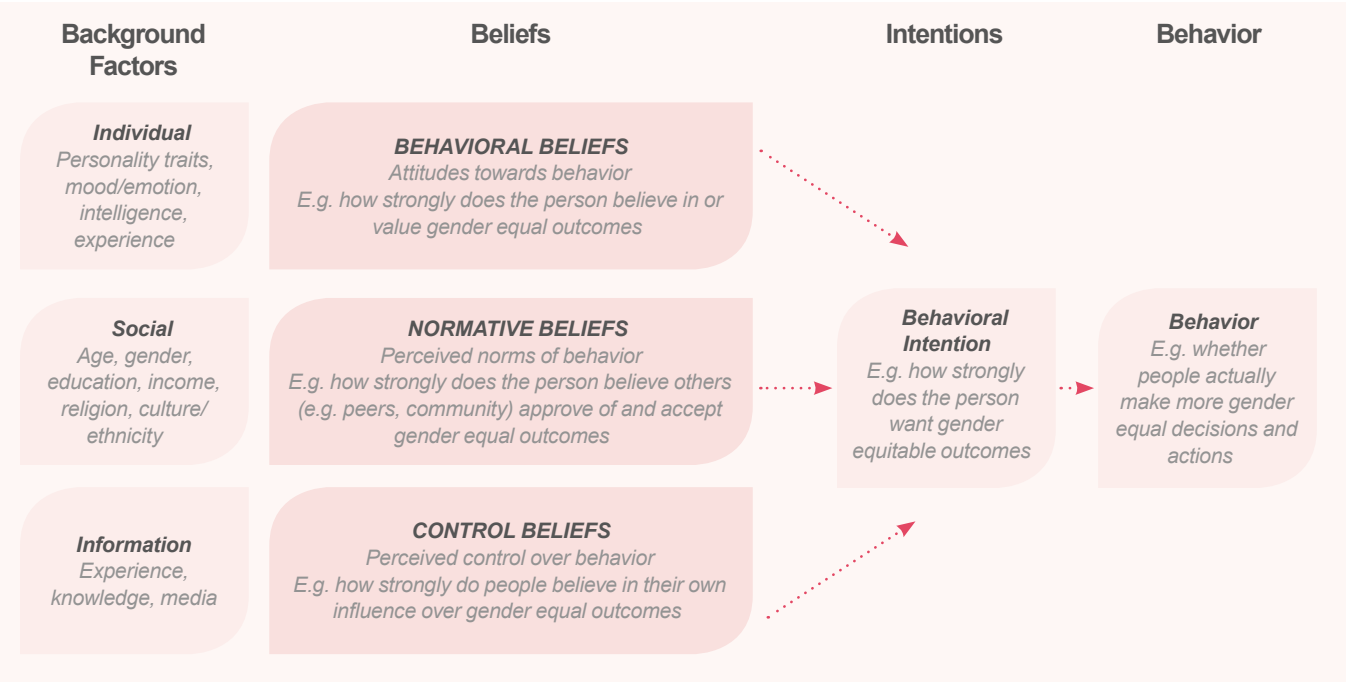 Background
Factors
Beliefs
Intentions
Behavior
Individual
Personality traits,
mood/emotion,
intelligence,
experience
BEHAVIORAL BELIEFS
Attitudes towards behavior
E.g. how strongly does the person believe in or
value gender equal outcomes
Social
Age, gender,
education, income,
religion, culture/
ethnicity
NORMATIVE BELIEFS
Perceived norms of behavior
E.g. how strongly does the person believe others
(e.g. peers, community) approve of and accept
gender equal outcomes
Behavioral
Intention
E.g. how strongly
does the person
want gender
equitable outcomes
Behavior
E.g. whether
people actually
make more gender
equal decisions and
actions
Information
Experience,
knowledge, media
CONTROL BELIEFS
Perceived control over behavior
E.g. how strongly do people believe in their own
influence over gender equal outcomes